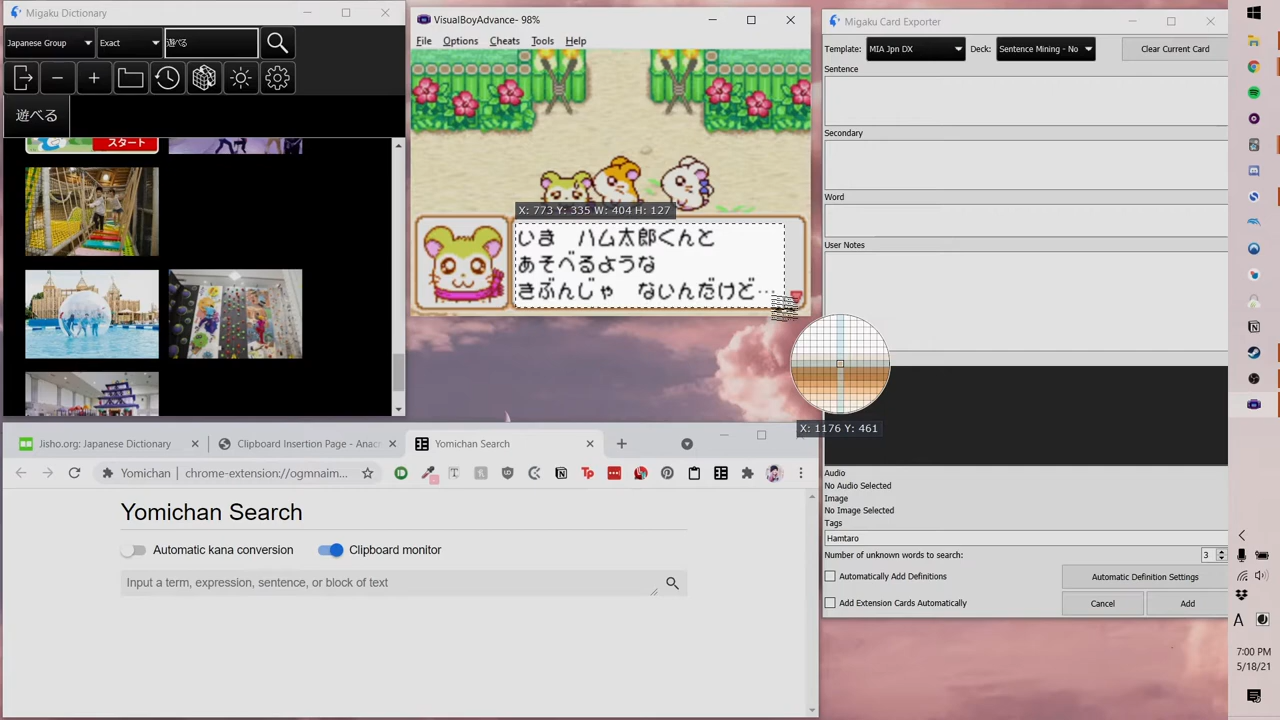 Migaku Dictionary
Japanese Group
Exact
遊べる
遊べる
スタート
VisualBoyAdvance- 98%
File Options Cheats Tools Help
X: 773 Y: 335 W: 404 H: 127
いま ハム太郎くんと
あそべるような
きぶんじゃ ないんだけど…
X: 1176 Y: 461
Migaku Card Exporter
Template: MIA Jpn DX Deck: Sentence Mining - No Clear Current Card
Sentence
Secondary
Word
User Notes
Audio
No Audio Selected
Image
No Image Selected
Tags
Hamtaro
Number of unknown words to search: 3
Automatically Add Definitions Automatic Definition Settings
Add Extension Cards Automatically Cancel Add
Jisho.org: Japanese Dictionary
Clipboard Insertion Page - Anacr
Yomichan Search
Yomichan chrome-extension://ogmnaim...
Yomichan Search
Automatic kana conversion Clipboard monitor
Input a term, expression, sentence, or block of text
A
7:00 PM
5/18/21